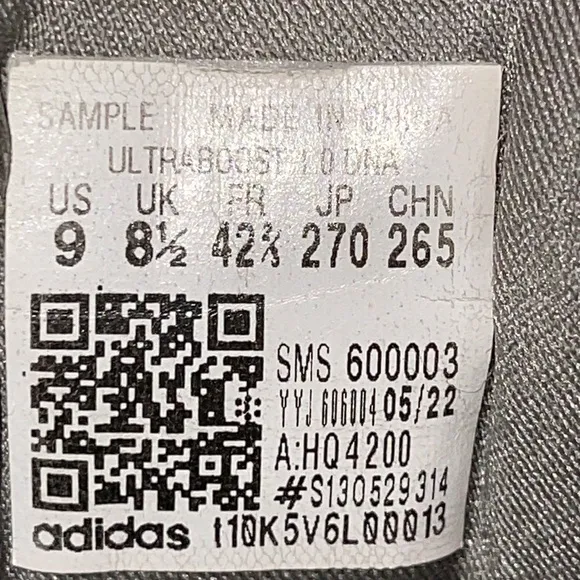 SAMPLE MADE IN CHINA
ULTRABOOST 1.0 DNA
US UK FR JP CHN
9 8½ 42⅔ 270 265
SMS 600003
YYJ 606004 05/22
A:HQ4200
#S130529314
adidas t10K5V6L00013